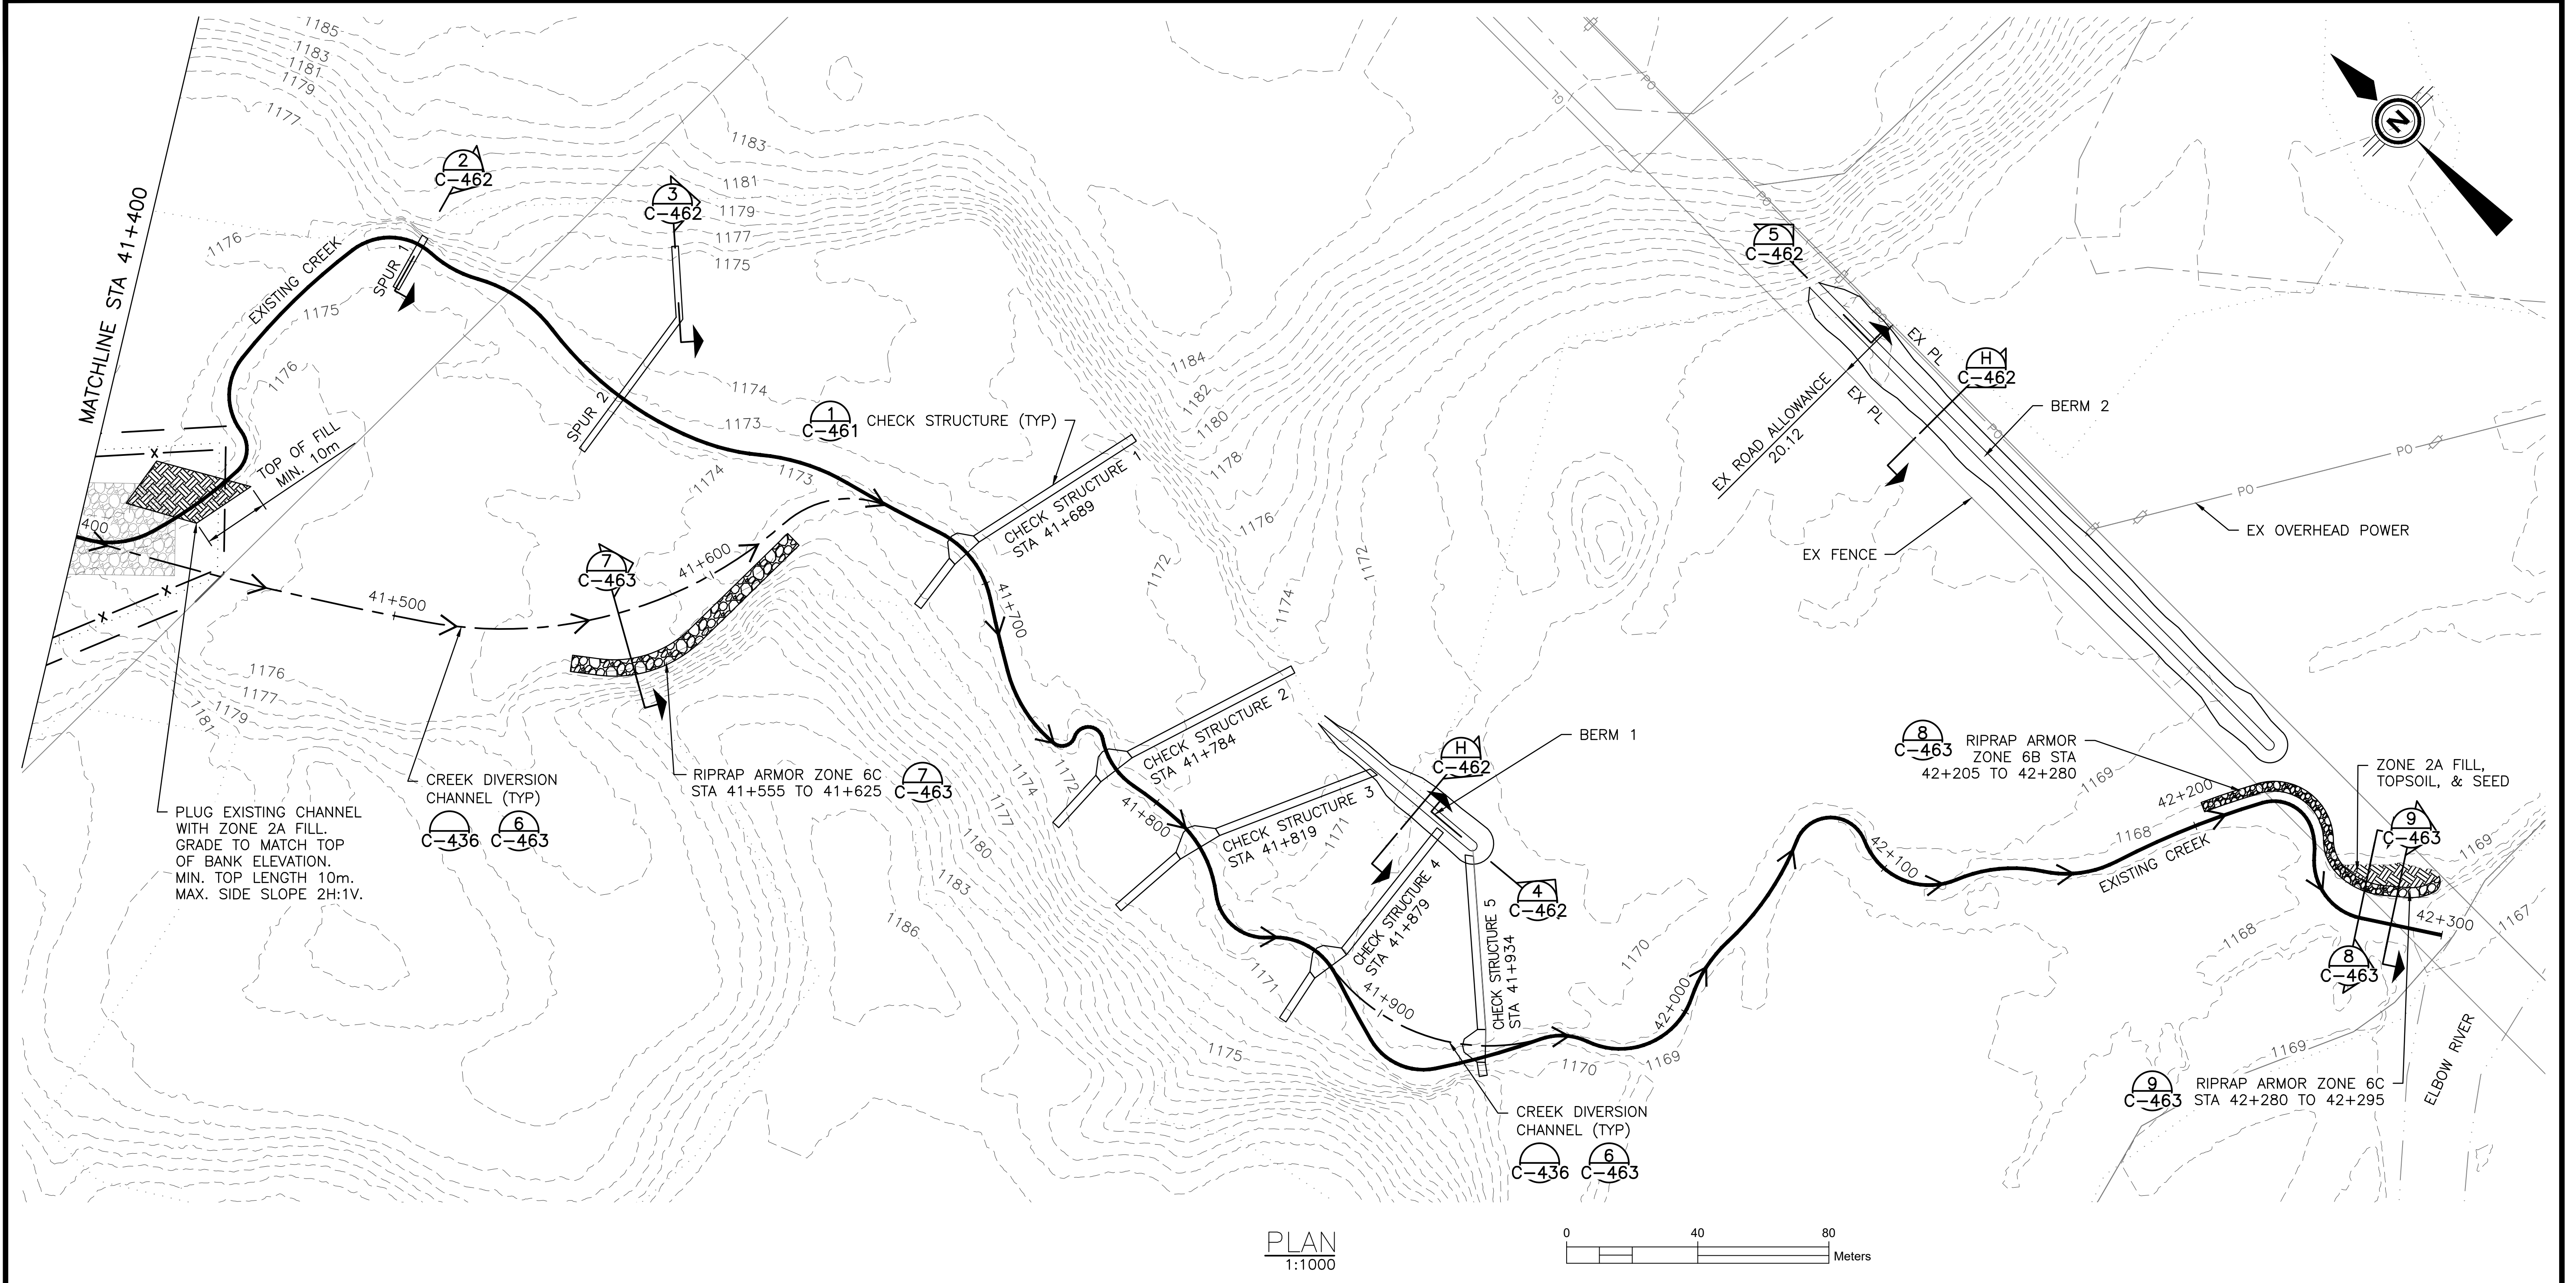 1185
1183
1181
1179
1177
MATCHLINE STA 41+400
2
C-462
3
C-462
1183
1181
1179
1177
1175
1176
EXISTING CREEK
SPUR 1
1175
1176
SPUR 2
1174
1173
1
C-461
CHECK STRUCTURE (TYP)
TOP OF FILL
MIN. 10m
400
1174
1173
CHECK STRUCTURE 1
STA 41+689
41+500
41+600
7
C-463
41+700
1184
1182
1180
1178
1176
1174
1172
1172
GL
PO
PO
PO
PO
N
5
C-462
EX PL
EX PL
H
C-462
BERM 2
EX ROAD ALLOWANCE
20.12
PO
PO
EX OVERHEAD POWER
EX FENCE
1176
1177
1179
1181
PLUG EXISTING CHANNEL
WITH ZONE 2A FILL.
GRADE TO MATCH TOP
OF BANK ELEVATION.
MIN. TOP LENGTH 10m.
MAX. SIDE SLOPE 2H:1V.
CREEK DIVERSION
CHANNEL (TYP)
C-436
6
C-463
RIPRAP ARMOR ZONE 6C
STA 41+555 TO 41+625
7
C-463
1172
1174
1177
1180
1183
1186
CHECK STRUCTURE 2
STA 41+784
41+800
CHECK STRUCTURE 3
STA 41+819
1171
BERM 1
H
C-462
4
C-462
CHECK STRUCTURE 4
STA 41+879
CHECK STRUCTURE 5
STA 41+934
1171
41+900
1175
1170
1169
1170
42+000
42+100
8
C-463
RIPRAP ARMOR
ZONE 6B STA
42+205 TO 42+280
1169
1168
42+200
EXISTING CREEK
ZONE 2A FILL,
TOPSOIL, & SEED
9
C-463
1169
1167
42+300
1168
8
C-463
1169
ELBOW RIVER
9
C-463
RIPRAP ARMOR ZONE 6C
STA 42+280 TO 42+295
CREEK DIVERSION
CHANNEL (TYP)
C-436
6
C-463
PLAN
1:1000
0 40 80
Meters